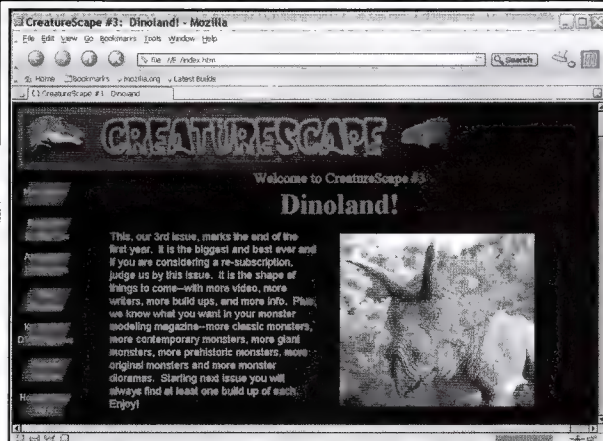 CreatureScape #3: Dinoland! - Mozilla
File Edit View Go Bookmarks Tools Window Help
Search
Home Bookmarks Mozilla.org Latest Builds
CreatureScape #3: Dinoland
CREATURESCAPE
Welcome to CreatureScape #3
Dinoland!
This, our 3rd issue, marks the end of the
first year. It is the biggest and best ever and
if you are considering a re-subscription,
judge us by this issue. It is the shape of
things to come--with more video, more
writers, more build ups, and more info. Plus,
we know what you want in your monster
modeling magazine--more classic monsters,
more contemporary monsters, more giant
monsters, more prehistoric monsters, more
original monsters and more monster
dioramas. Starting next issue you will
always find at least one build up of each.
Enjoy!